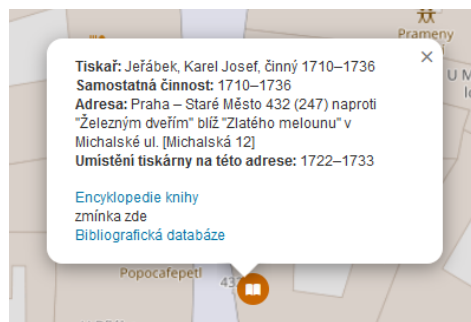 Prameny
U M
Tiskař: Jeřábek, Karel Josef, činný 1710–1736
Samostatná činnost: 1710–1736
Adresa: Praha – Staré Město 432 (247) naproti
"Železným dveřím" blíž "Zlatého melounu" v
Michalské ul. [Michalská 12]
Umístění tiskárny na této adrese: 1722–1733
Encyklopedie knihy
zmínka zde
Bibliografická databáze
Popocafepetl